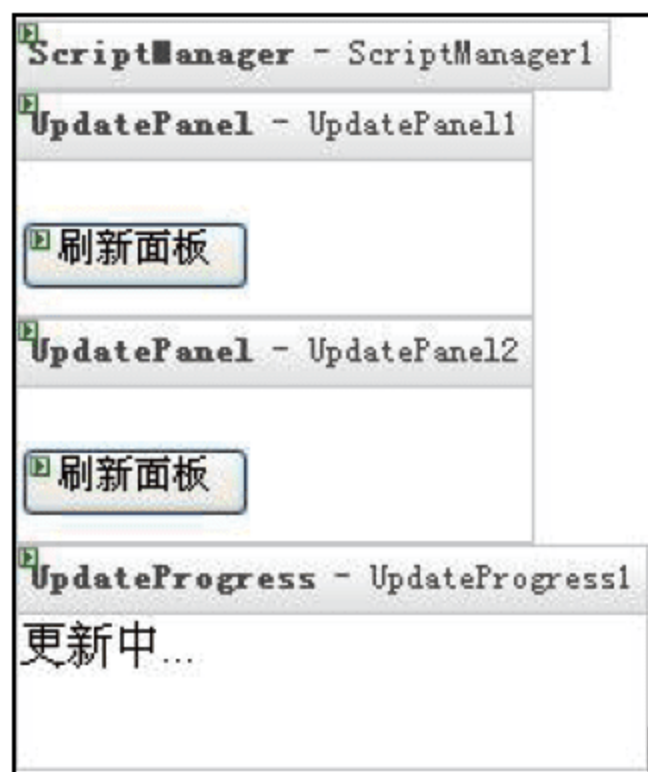 ScriptManager - ScriptManager1
UpdatePanel - UpdatePanel1
刷新面板
UpdatePanel - UpdatePanel2
刷新面板
UpdateProgress - UpdateProgress1
更新中...